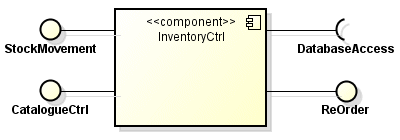 <<component>>
InventoryCtrl
StockMovement
DatabaseAccess
CatalogueCtrl
ReOrder